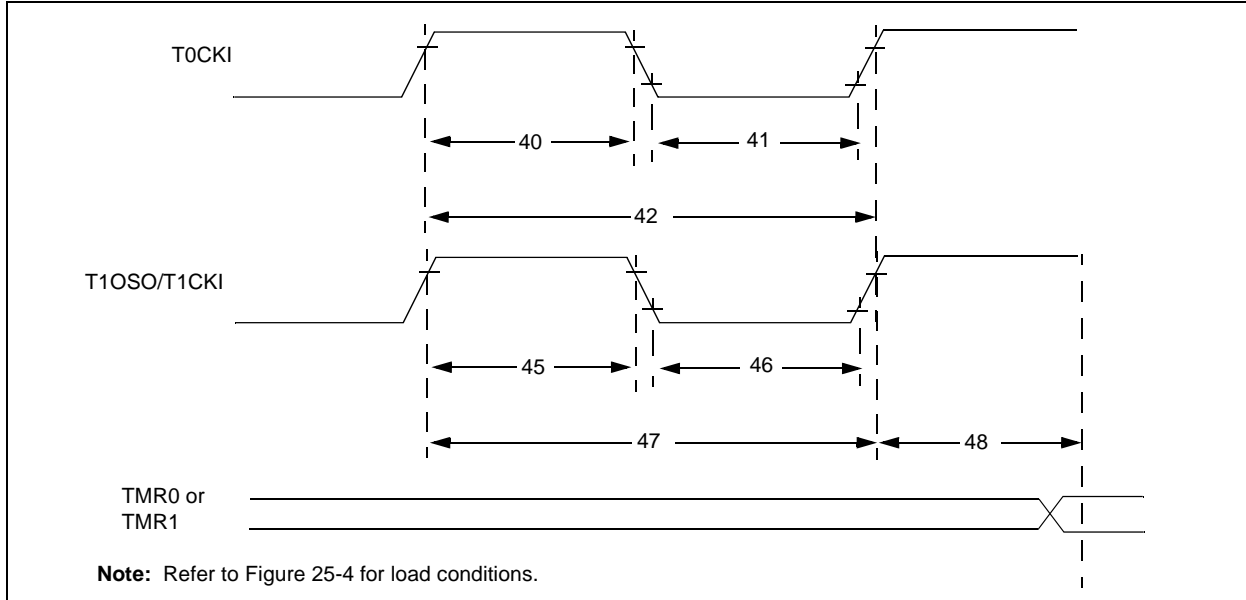 T0CKI
40
41
42
T1OSO/T1CKI
45
46
47
48
TMR0 or
TMR1
Note: Refer to Figure 25-4 for load conditions.